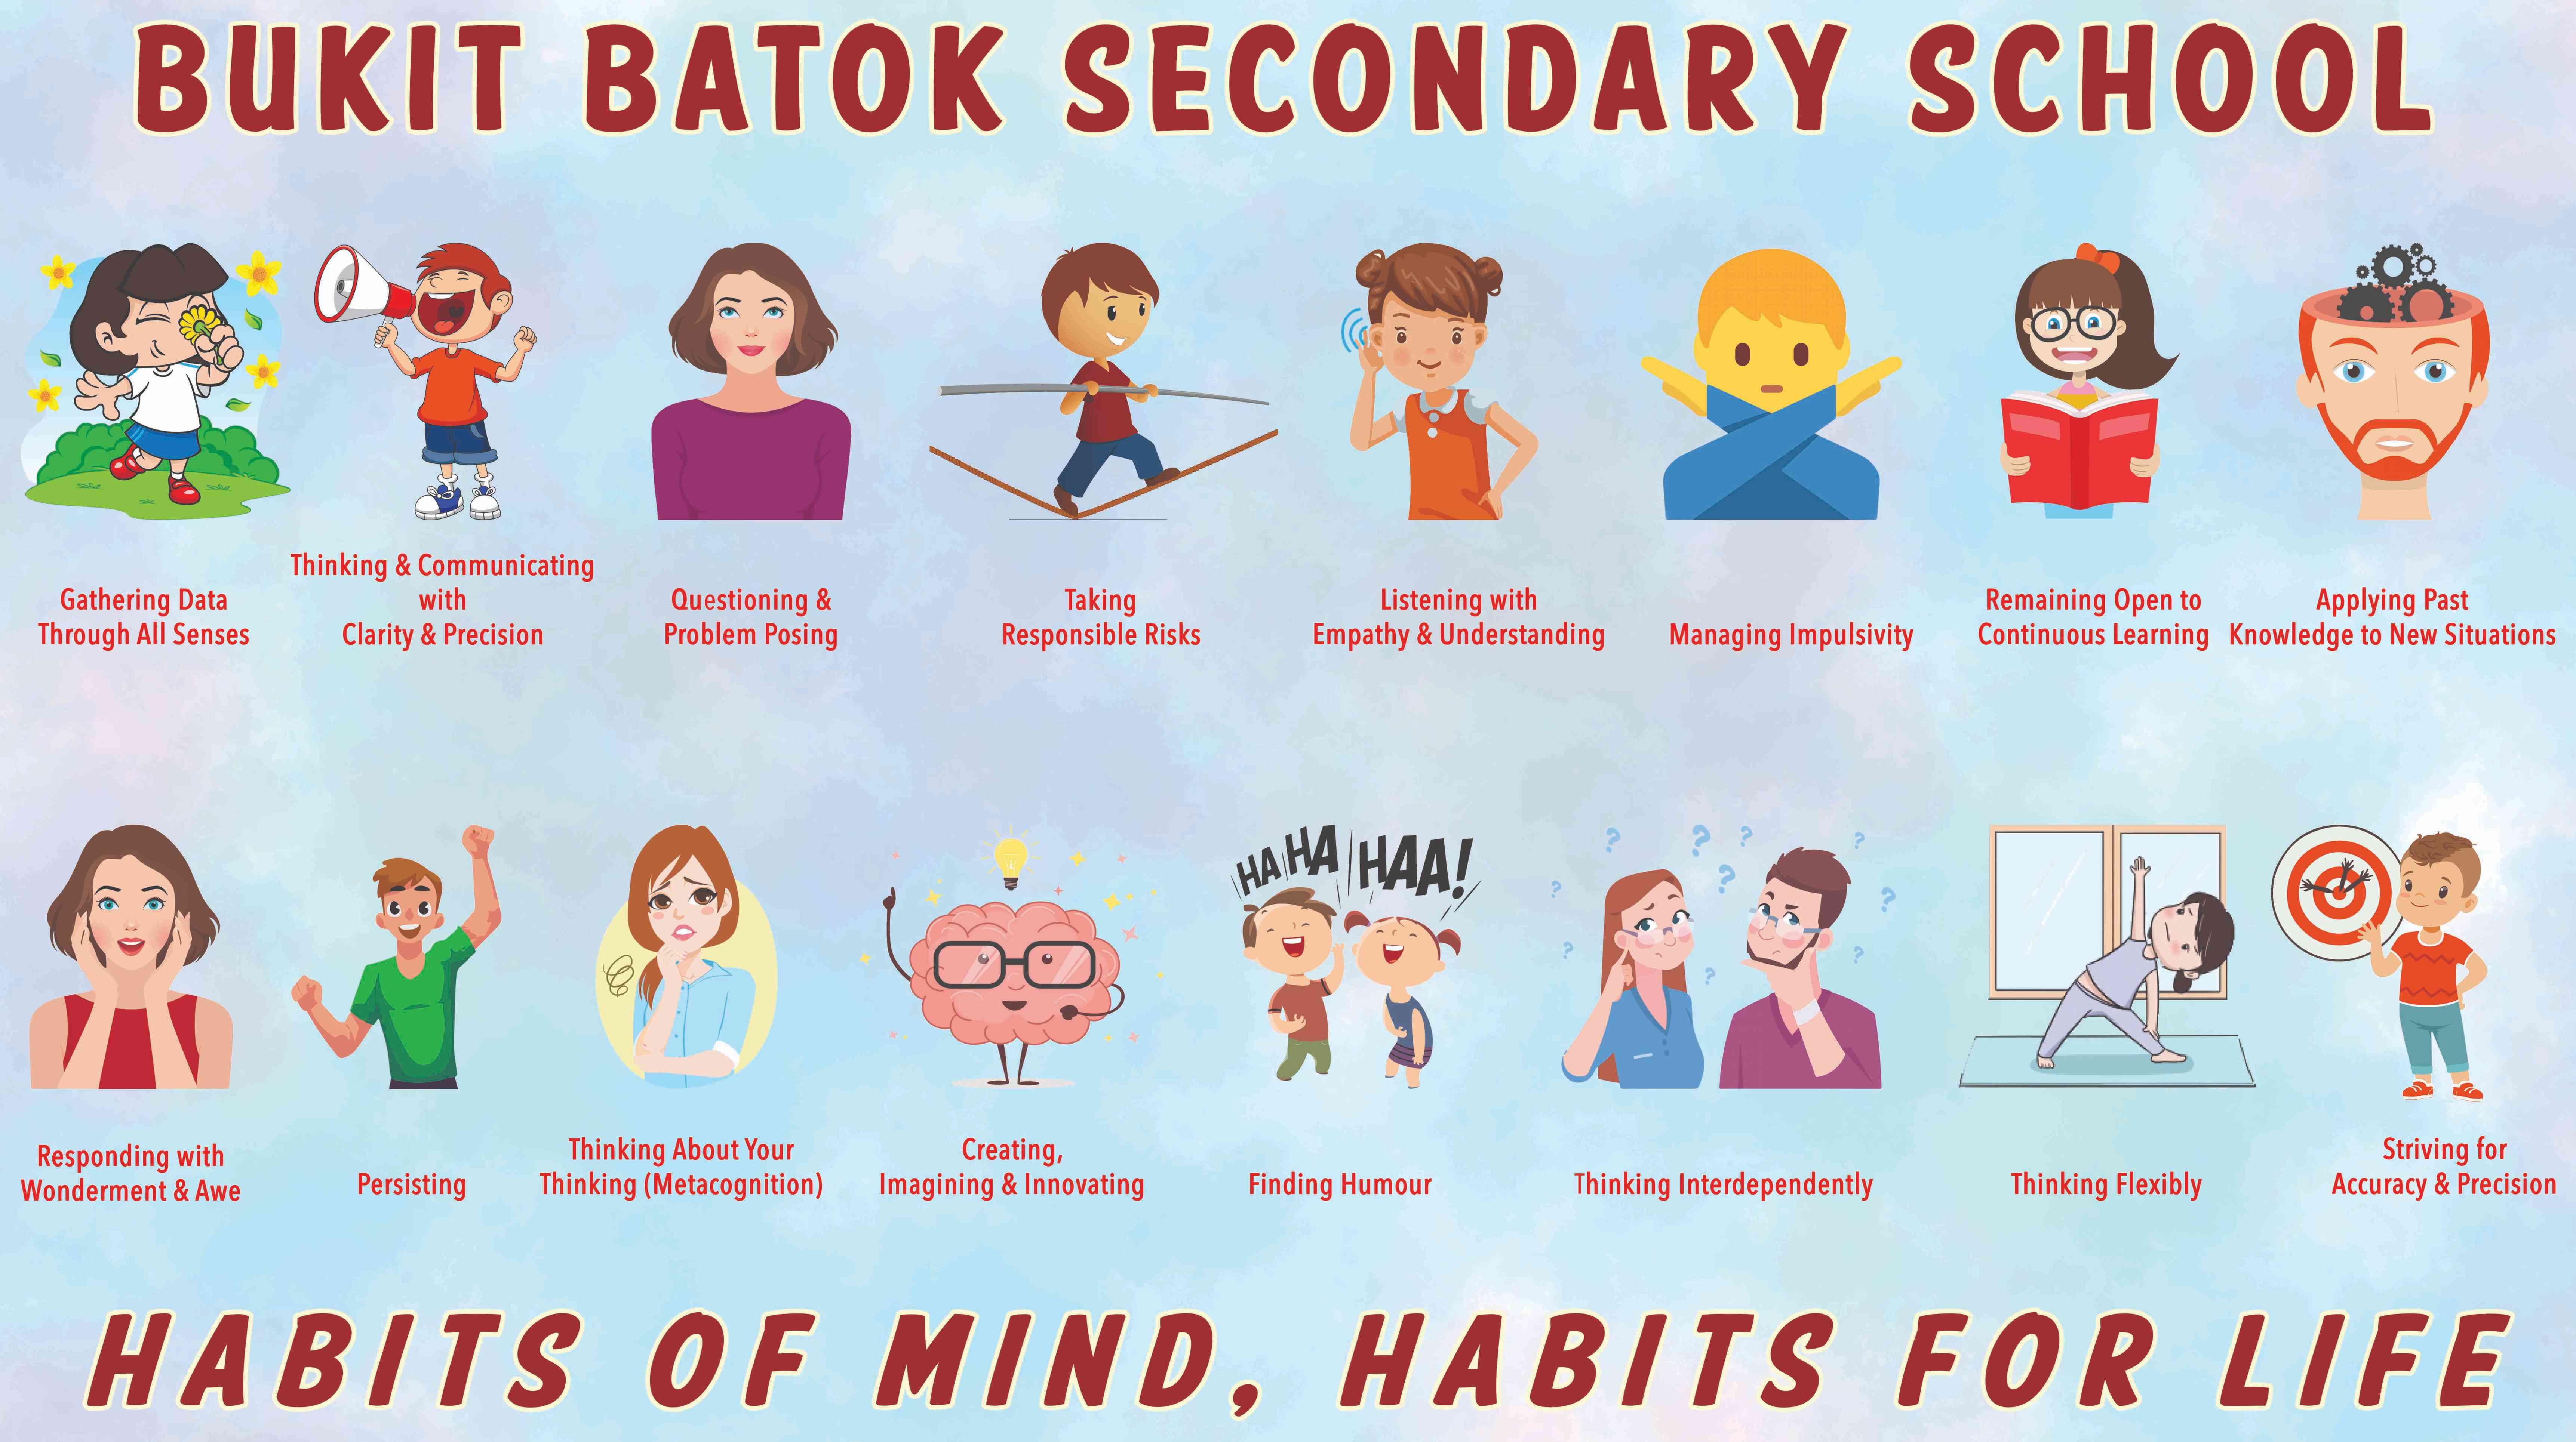 BUKIT BATOK SECONDARY SCHOOL
Gathering Data
Through All Senses
Thinking & Communicating
with
Clarity & Precision
Questioning &
Problem Posing
Taking
Responsible Risks
Listening with
Empathy & Understanding
Managing Impulsivity
Remaining Open to
Continuous Learning
Applying Past
Knowledge to New Situations
HA HA HAA!
Responding with
Wonderment & Awe
Persisting
Thinking About Your
Thinking (Metacognition)
Creating,
Imagining & Innovating
Finding Humour
Thinking Interdependently
Thinking Flexibly
Striving for
Accuracy & Precision
HABITS OF MIND, HABITS FOR LIFE